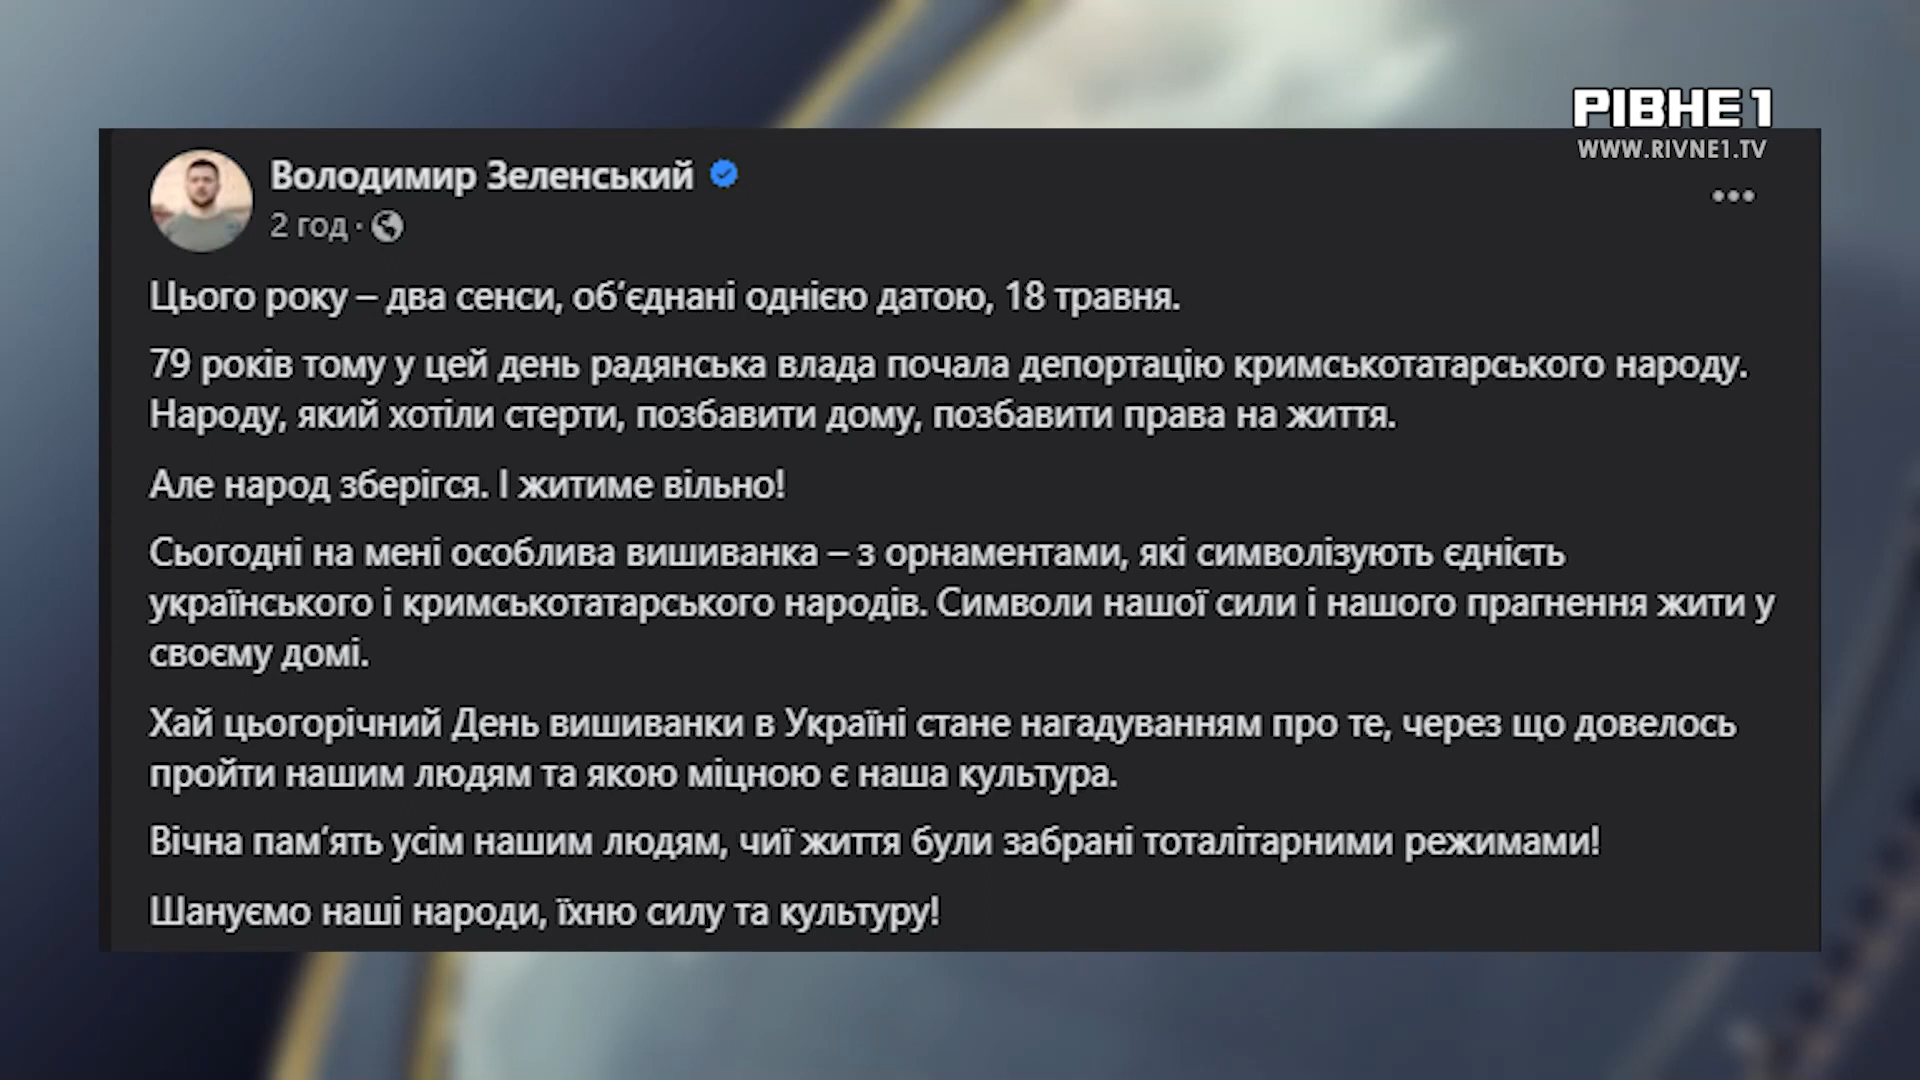 РІВНЕ 1
WWW.RIVNE1.TV
Володимир Зеленський
2 год ·
Цього року – два сенси, об‘єднані однією датою, 18 травня.
79 років тому у цей день радянська влада почала депортацію кримськотатарського народу.
Народу, який хотіли стерти, позбавити дому, позбавити права на життя.
Але народ зберігся. І житиме вільно!
Сьогодні на мені особлива вишиванка – з орнаментами, які символізують єдність
українського і кримськотатарського народів. Символи нашої сили і нашого прагнення жити у
своєму домі.
Хай цьогорічний День вишиванки в Україні стане нагадуванням про те, через що довелось
пройти нашим людям та якою міцною є наша культура.
Вічна пам‘ять усім нашим людям, чиї життя були забрані тоталітарними режимами!
Шануємо наші народи, їхню силу та культуру!